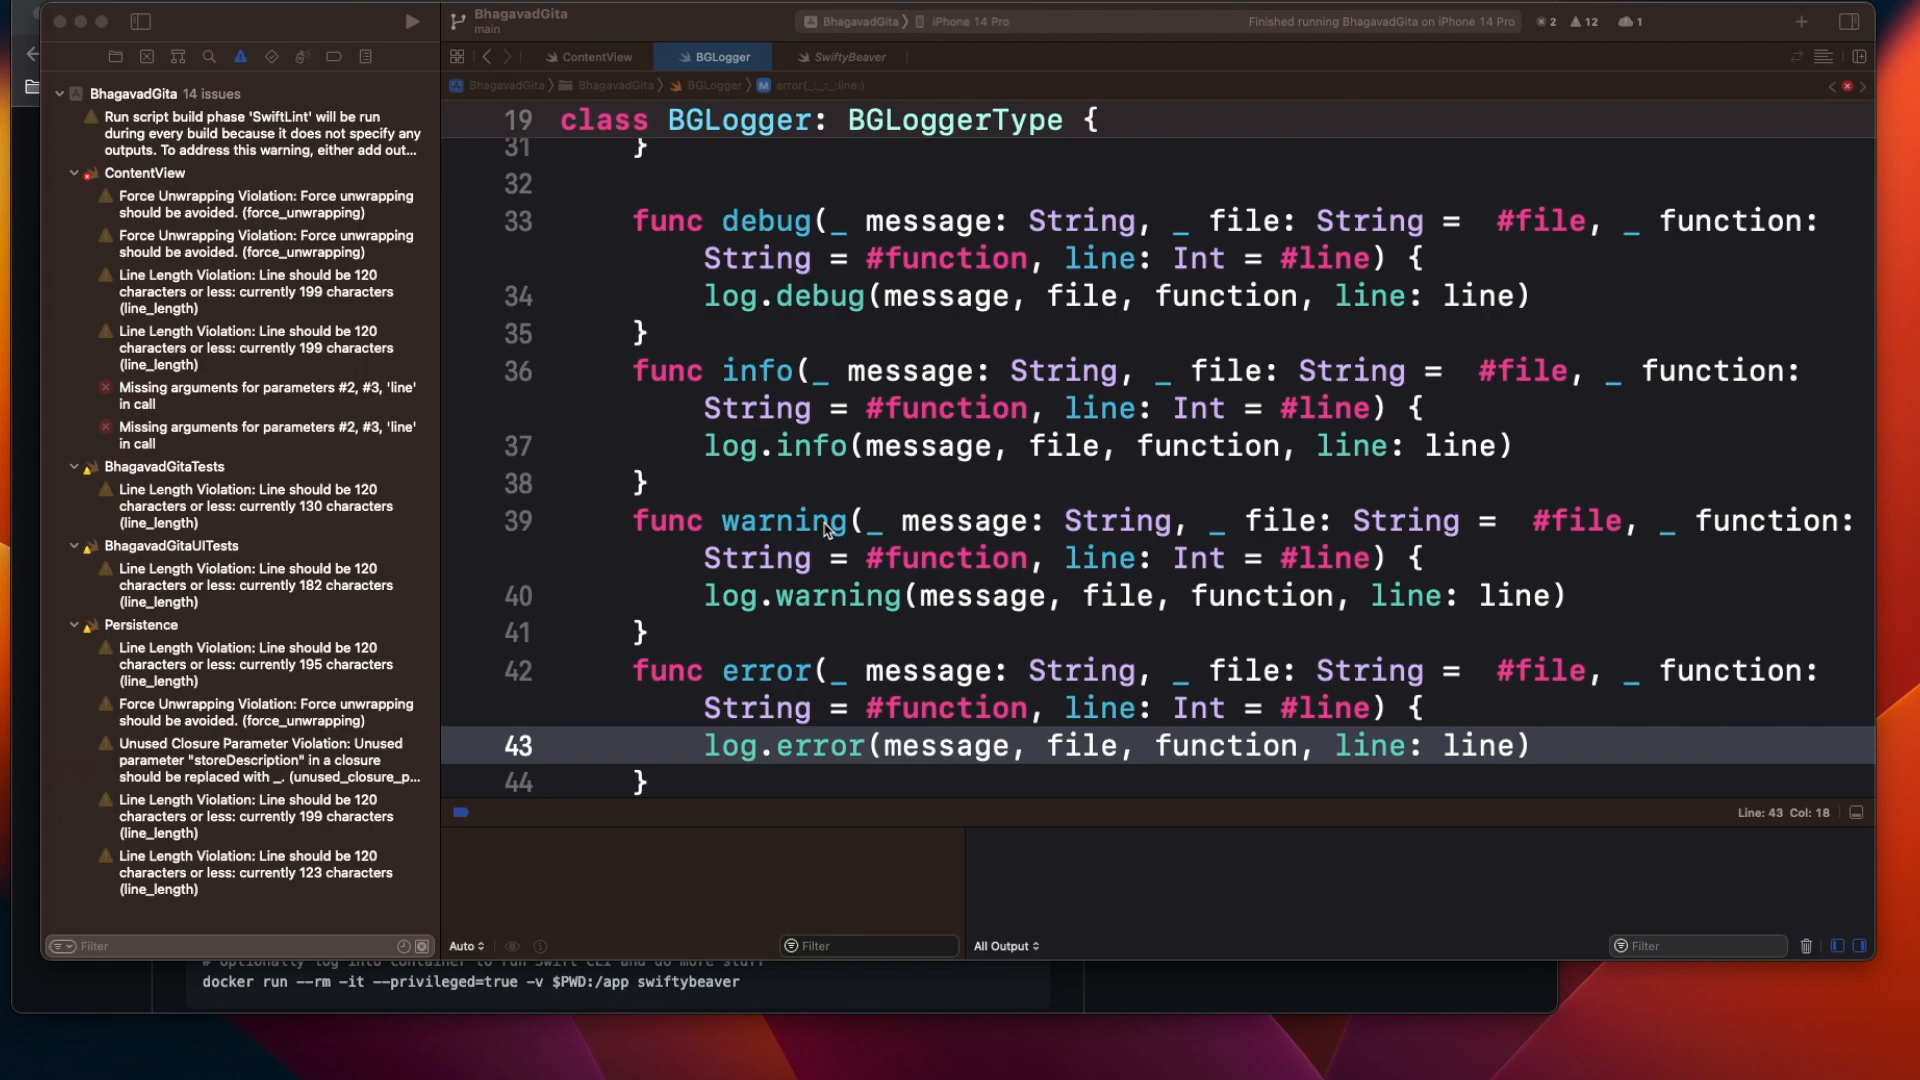 BhagavadGita
main
BhagavadGita
iPhone 14 Pro
Finished running BhagavadGita on iPhone 14 Pro
2
12
1
ContentView
BGLogger
SwiftyBeaver
BhagavadGita
BhagavadGita
BGLogger
M
error(_:_:_:line:)
BhagavadGita 14 issues
Run script build phase 'SwiftLint' will be run
during every build because it does not specify any
outputs. To address this warning, either add out...
ContentView
Force Unwrapping Violation: Force unwrapping
should be avoided. (force_unwrapping)
Force Unwrapping Violation: Force unwrapping
should be avoided. (force_unwrapping)
Line Length Violation: Line should be 120
characters or less: currently 199 characters
(line_length)
Line Length Violation: Line should be 120
characters or less: currently 199 characters
(line_length)
Missing arguments for parameters #2, #3, 'line'
in call
Missing arguments for parameters #2, #3, 'line'
in call
BhagavadGitaTests
Line Length Violation: Line should be 120
characters or less: currently 130 characters
(line_length)
BhagavadGitaUITests
Line Length Violation: Line should be 120
characters or less: currently 182 characters
(line_length)
Persistence
Line Length Violation: Line should be 120
characters or less: currently 195 characters
(line_length)
Force Unwrapping Violation: Force unwrapping
should be avoided. (force_unwrapping)
Unused Closure Parameter Violation: Unused
parameter "storeDescription" in a closure
should be replaced with _. (unused_closure_p...
Line Length Violation: Line should be 120
characters or less: currently 199 characters
(line_length)
Line Length Violation: Line should be 120
characters or less: currently 123 characters
(line_length)
Filter
19 class BGLogger: BGLoggerType {
31 }
32
33 func debug(_ message: String, _ file: String = #file, _ function:
String = #function, line: Int = #line) {
34 log.debug(message, file, function, line: line)
35 }
36 func info(_ message: String, _ file: String = #file, _ function:
String = #function, line: Int = #line) {
37 log.info(message, file, function, line: line)
38 }
39 func warning(_ message: String, _ file: String = #file, _ function:
String = #function, line: Int = #line) {
40 log.warning(message, file, function, line: line)
41 }
42 func error(_ message: String, _ file: String = #file, _ function:
String = #function, line: Int = #line) {
43 log.error(message, file, function, line: line)
44 }
Line: 43 Col: 18
Auto
Filter
All Output
Filter
# optionally log into container to run Swift CLI and do more stuff
docker run --rm -it --privileged=true -v $PWD:/app swiftybeaver